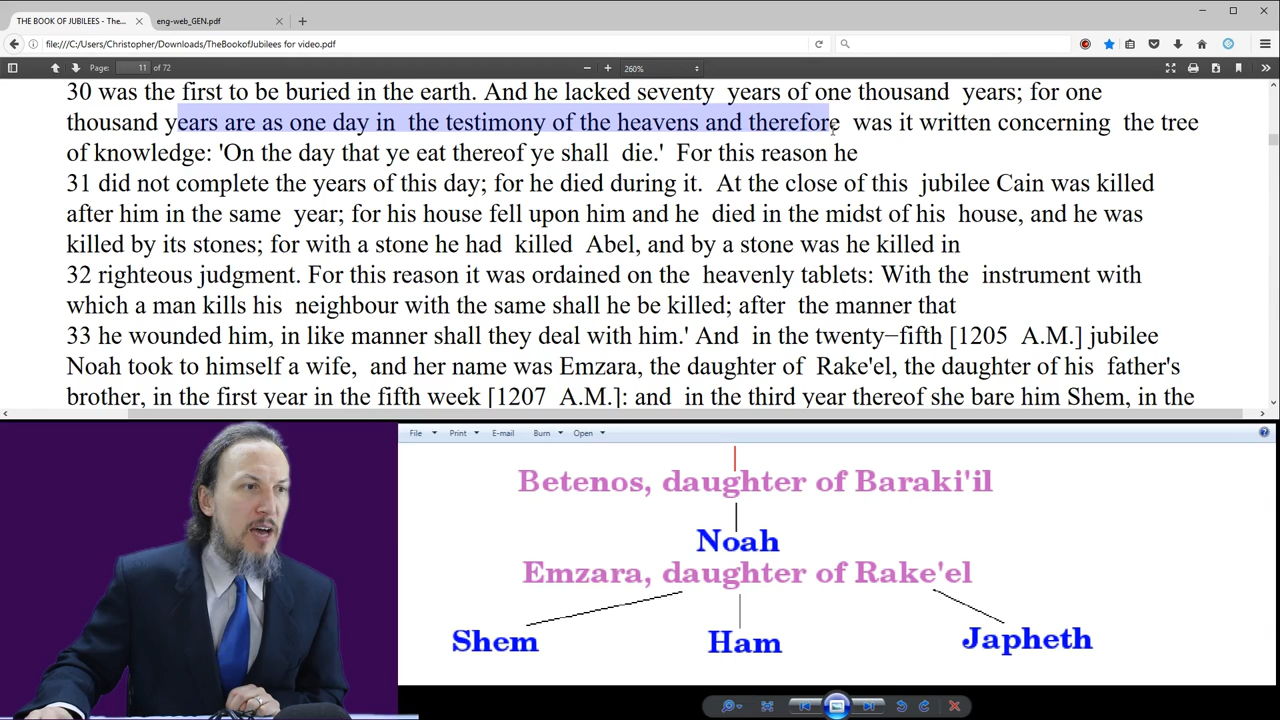 THE BOOK OF JUBILEES - The...
eng-web_GEN.pdf
file:///C:/Users/Christopher/Downloads/TheBookofJubilees for video.pdf
Page: 11 of 72
260%
30 was the first to be buried in the earth. And he lacked seventy years of one thousand years; for one
thousand years are as one day in the testimony of the heavens and therefore was it written concerning the tree
of knowledge: 'On the day that ye eat thereof ye shall die.' For this reason he
31 did not complete the years of this day; for he died during it. At the close of this jubilee Cain was killed
after him in the same year; for his house fell upon him and he died in the midst of his house, and he was
killed by its stones; for with a stone he had killed Abel, and by a stone was he killed in
32 righteous judgment. For this reason it was ordained on the heavenly tablets: With the instrument with
which a man kills his neighbour with the same shall he be killed; after the manner that
33 he wounded him, in like manner shall they deal with him.' And in the twenty−fifth [1205 A.M.] jubilee
Noah took to himself a wife, and her name was Emzara, the daughter of Rake'el, the daughter of his father's
brother, in the first year in the fifth week [1207 A.M.]: and in the third year thereof she bare him Shem, in the
File Print E-mail Burn Open
Betenos, daughter of Baraki'il
Noah
Emzara, daughter of Rake'el
Shem Ham Japheth